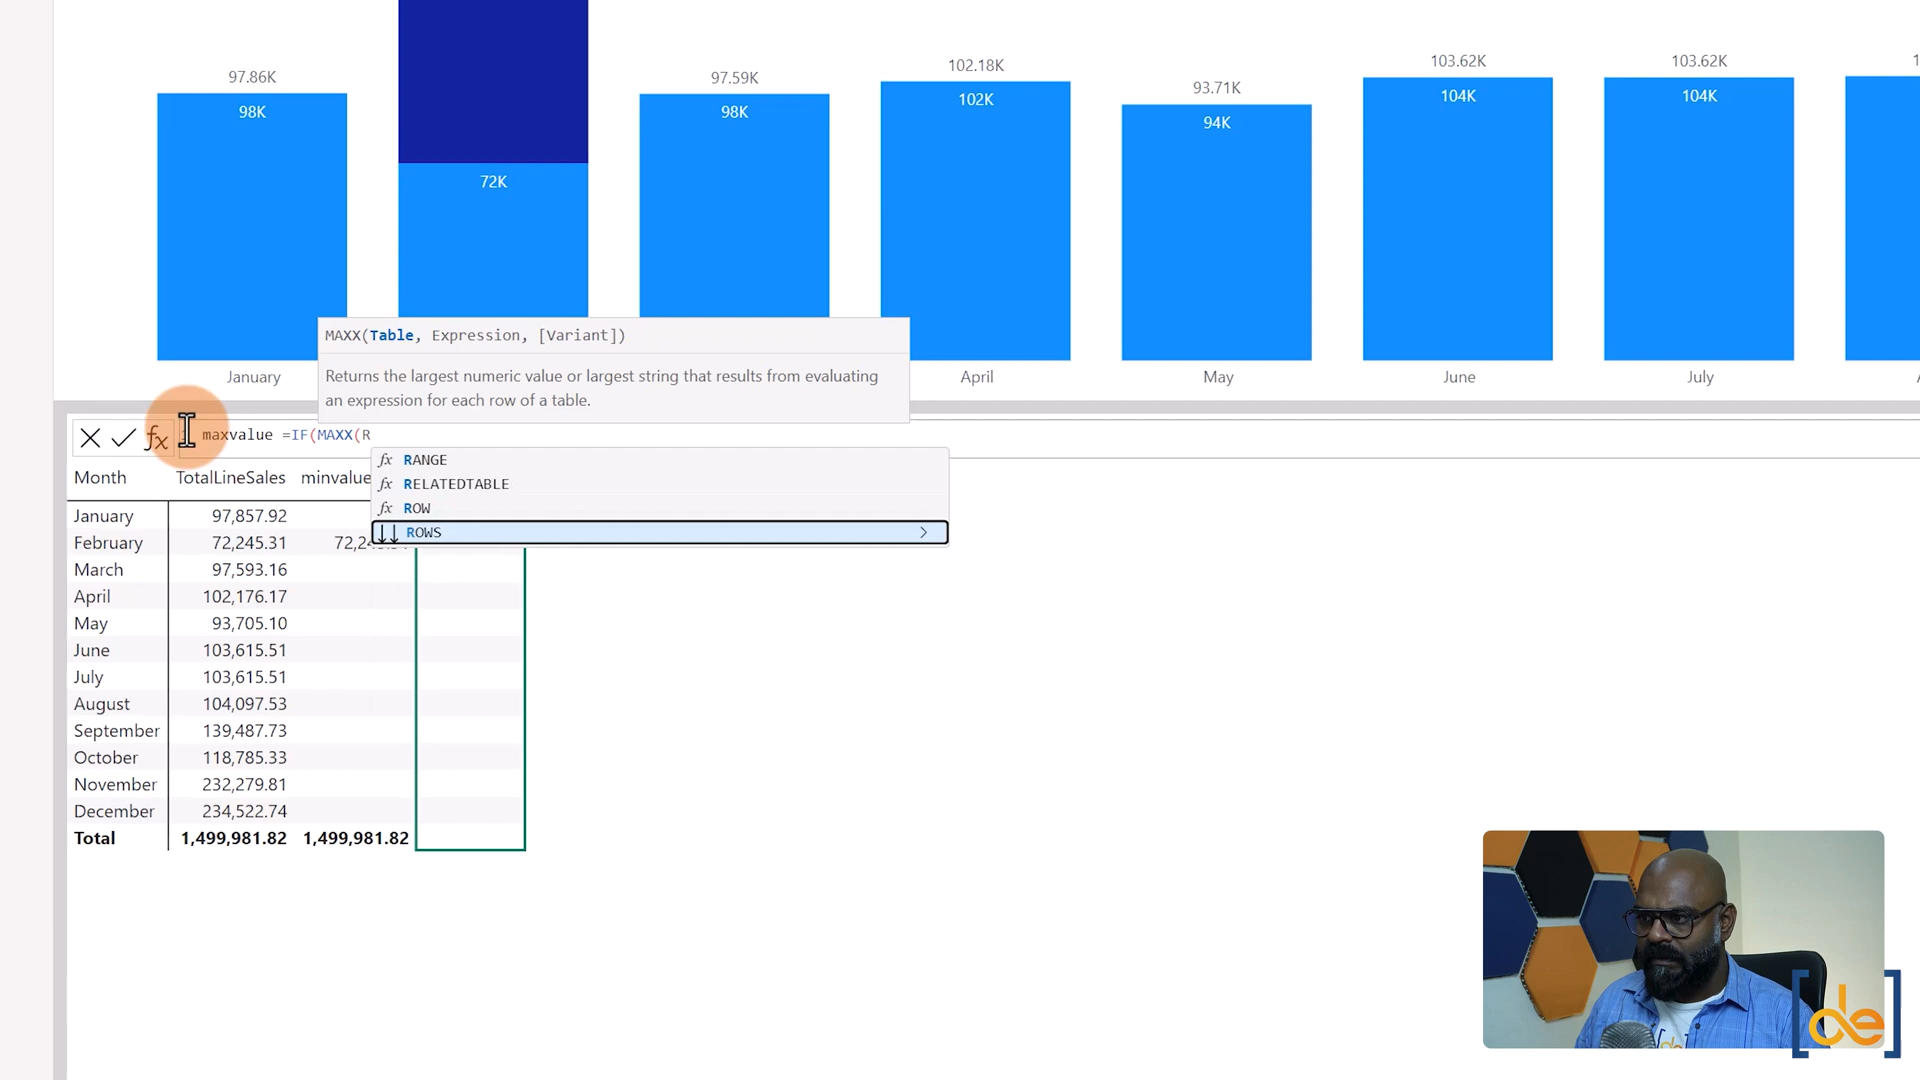 97.86K
97.59K
102.18K
93.71K
103.62K
103.62K
1
98K
72K
98K
102K
94K
104K
104K
January
April
May
June
July
MAXX(Table, Expression, [Variant])
Returns the largest numeric value or largest string that results from evaluating
an expression for each row of a table.
fx maxvalue =IF(MAXX(R
fx RANGE
fx RELATEDTABLE
fx ROW
ROWS
Month TotalLineSales minvalue
January 97,857.92
February 72,245.31
March 97,593.16
April 102,176.17
May 93,705.10
June 103,615.51
July 103,615.51
August 104,097.53
September 139,487.73
October 118,785.33
November 232,279.81
December 234,522.74
Total 1,499,981.82 1,499,981.82
[de]